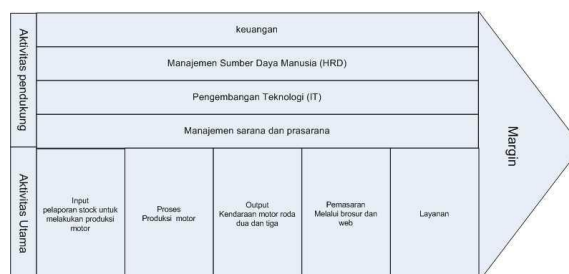 Aktivitas pendukung
keuangan
Manajemen Sumber Daya Manusia (HRD)
Pengembangan Teknologi (IT)
Manajemen sarana dan prasarana
Aktivitas Utama
Input
pelaporan stock untuk
melakukan produksi
motor
Proses
Produksi motor
Output
Kendaraan motor roda
dua dan tiga
Pemasaran
Melalui brosur dan
web
Layanan
Margin